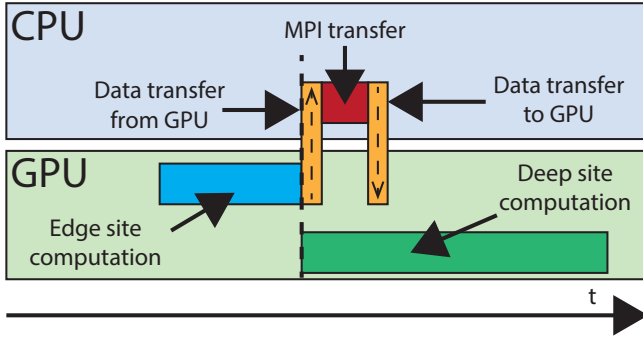 CPU
MPI transfer
Data transfer
from GPU
Data transfer
to GPU
GPU
Edge site
computation
Deep site
computation
t